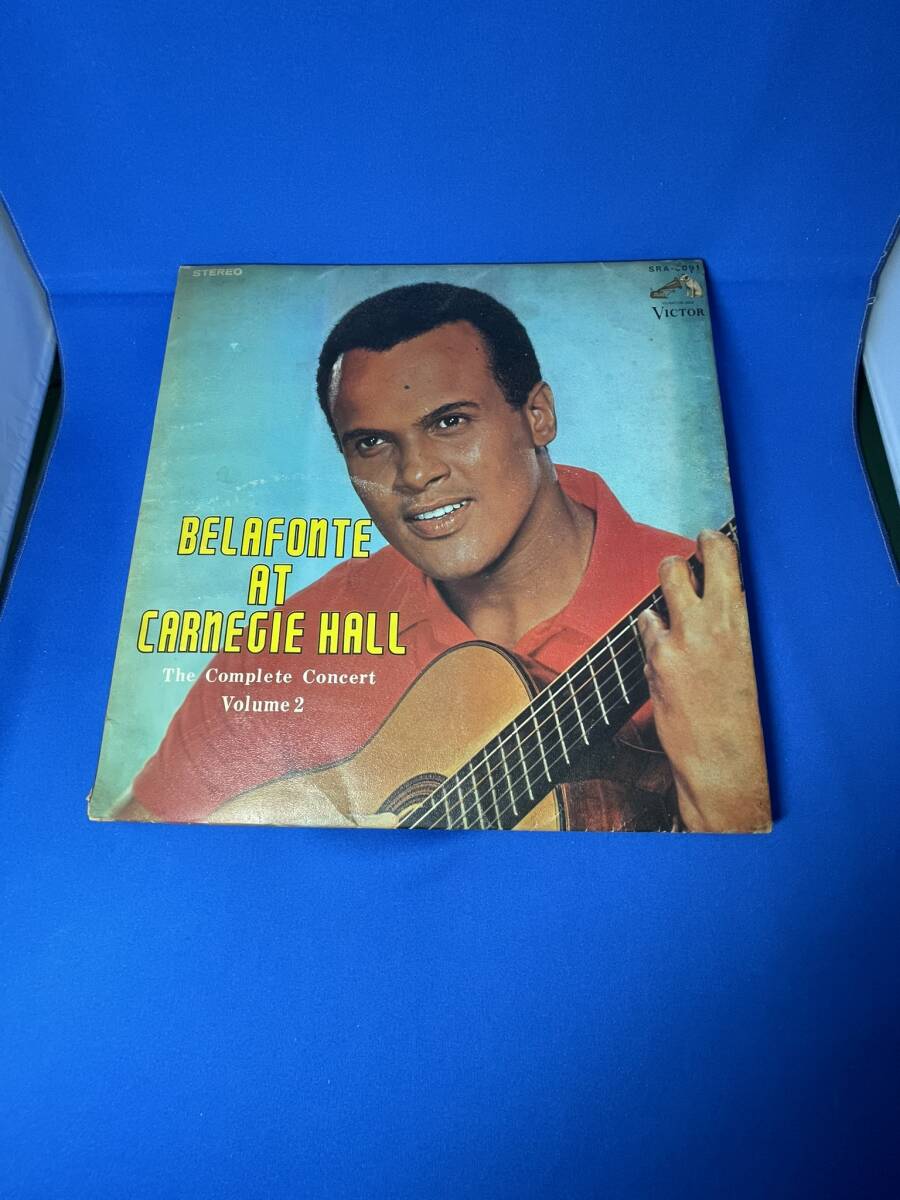 STEREO
VICTOR
BELAFONTE
AT
CARNEGIE HALL
The Complete Concert
Volume 2